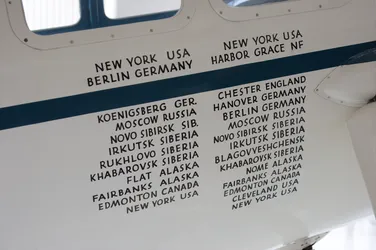 NEW YORK USA
BERLIN GERMANY
KOENIGSBERG GER.
MOSCOW RUSSIA
NOVO SIBIRSK SIB.
IRKUTSK SIBERIA
RUKHLOVO SIBERIA
KHABAROVSK SIBERIA
FLAT ALASKA
FAIRBANKS ALASKA
EDMONTON CANADA
NEW YORK USA
NEW YORK USA
HARBOR GRACE NF
CHESTER ENGLAND
HANOVER GERMANY
BERLIN GERMANY
MOSCOW RUSSIA
NOVO SIBIRSK SIBERIA
IRKUTSK SIBERIA
BLAGOVYESHCHENSK
KHABAROVSK SIBERIA
NOME ALASKA
FAIRBANKS ALASKA
EDMONTON CANADA
CLEVELAND USA
NEW YORK USA